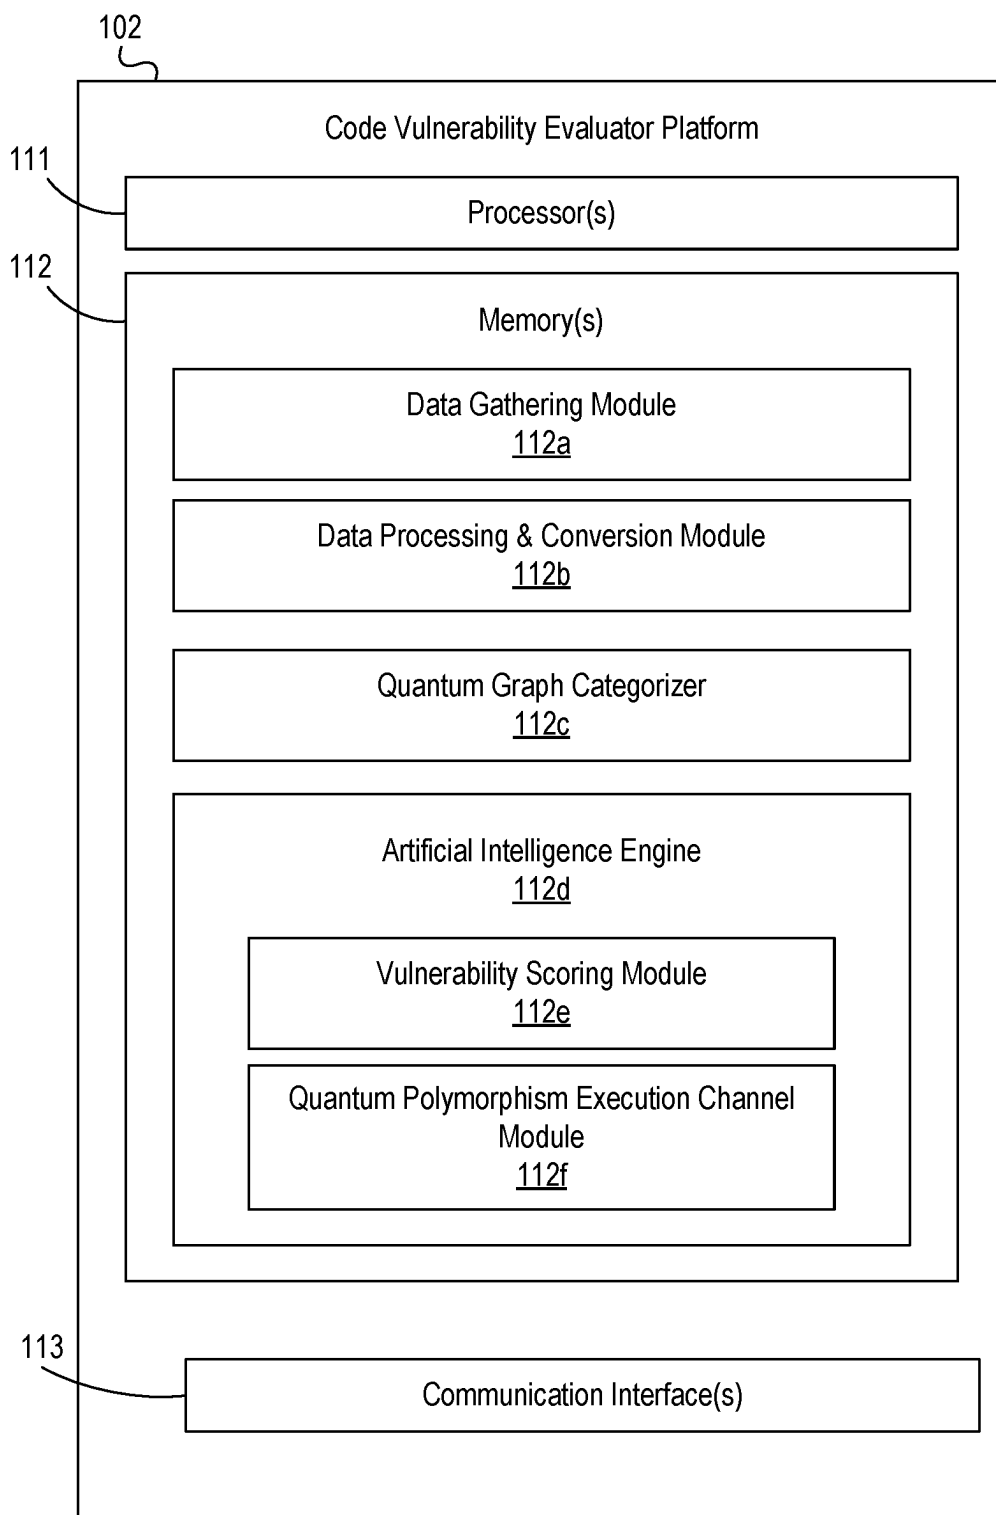 102
Code Vulnerability Evaluator Platform
111
Processor(s)
112
Memory(s)
Data Gathering Module
112a
Data Processing & Conversion Module
112b
Quantum Graph Categorizer
112c
Artificial Intelligence Engine
112d
Vulnerability Scoring Module
112e
Quantum Polymorphism Execution Channel
Module
112f
113
Communication Interface(s)